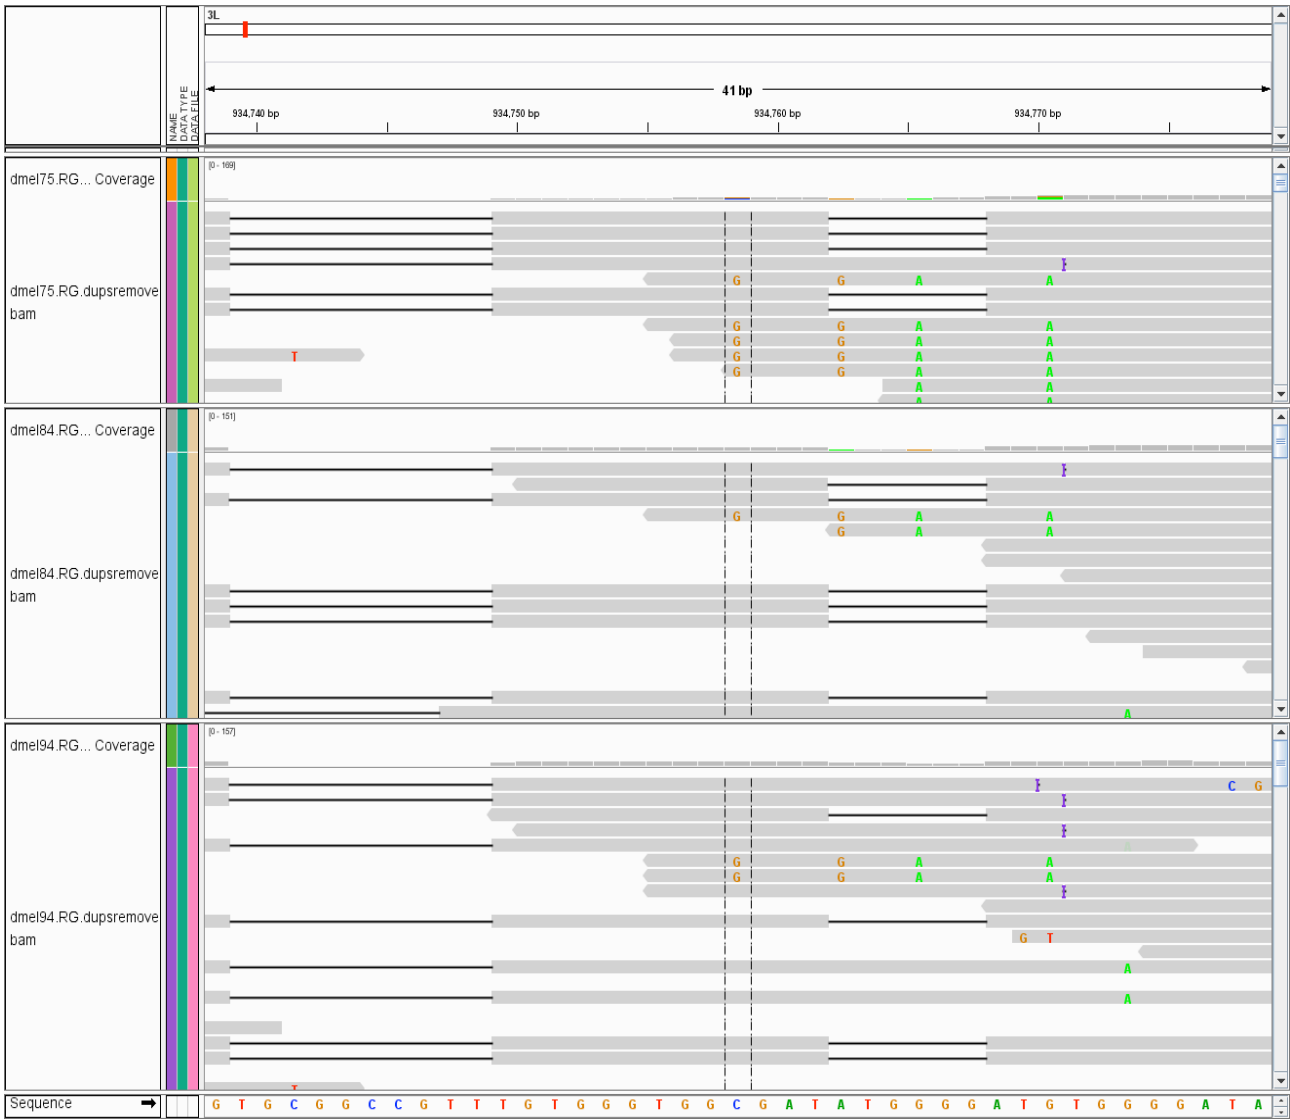 3L
41 bp
934,740 bp 934,750 bp 934,760 bp 934,770 bp
NAME
DATA TYPE
DATA FILE
[0 - 169]
dmel75.RG... Coverage
G G A A
dmel75.RG.dupsremove
bam
G G A A
G G A A
T G G A A
G G A A
A A
A A
[0 - 151]
dmel84.RG... Coverage
G G A A
G A A
dmel84.RG.dupsremove
bam
A
[0 - 157]
dmel94.RG... Coverage
C G
A
G G A A
G G A A
dmel94.RG.dupsremove
bam
G T
A
A
T
Sequence G T G C G G C C G T T T G T G G G T G G C G A T A T G G G G A T G T G G G G A T A